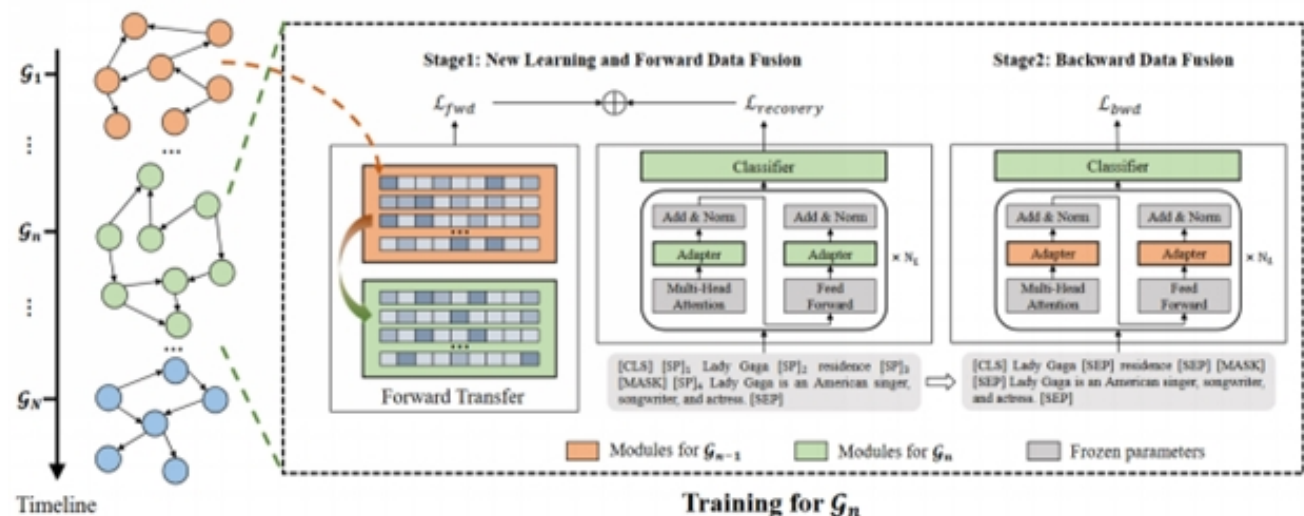 𝒢₁
...
𝒢ₙ
...
𝒢_N
Timeline
...
...
Stage1: New Learning and Forward Data Fusion
Stage2: Backward Data Fusion
ℒ_fwd
ℒ_recovery
ℒ_bwd
...
...
Forward Transfer
Classifier
Add & Norm
Add & Norm
Adapter
Adapter
Multi-Head
Attention
Feed
Forward
× N_L
[CLS] [SP]₁ Lady Gaga [SP]₂ residence [SP]₃
[MASK] [SP]₄ Lady Gaga is an American singer,
songwriter, and actress. [SEP]
Classifier
Add & Norm
Add & Norm
Adapter
Adapter
Multi-Head
Attention
Feed
Forward
× N_L
[CLS] Lady Gaga [SEP] residence [SEP] [MASK]
[SEP] Lady Gaga is an American singer, songwriter,
and actress. [SEP]
Modules for 𝒢ₙ₋₁
Modules for 𝒢ₙ
Frozen parameters
Training for 𝒢ₙ